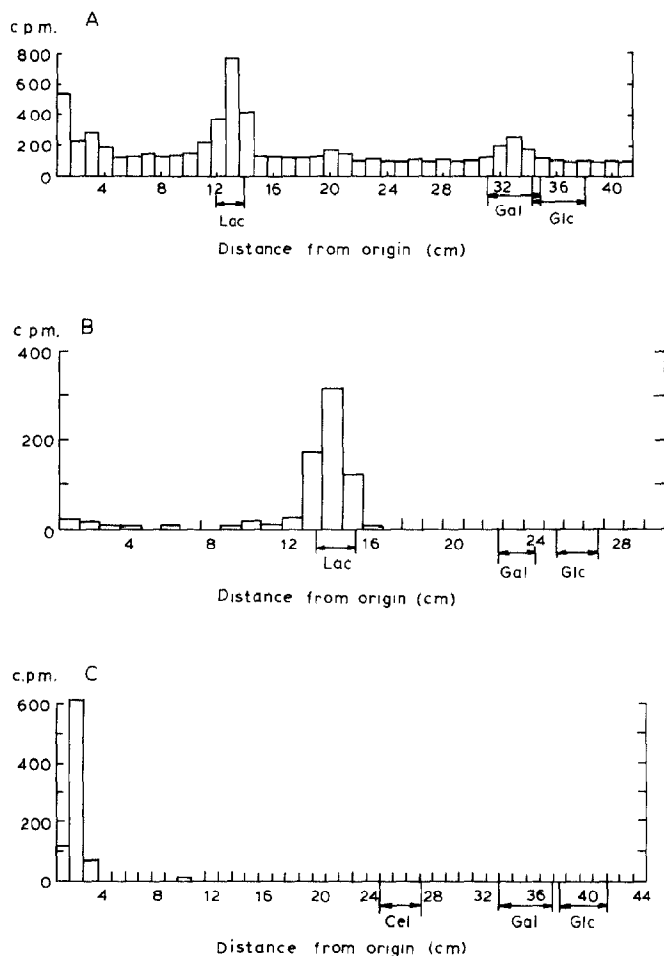 c p.m. A
800
600
400
200
0
4 12 20 24 28 32 36 40
Lac Gal Glc
Distance from origin (cm)
c p.m. B
400
200
0
4 8 12 16 20 24 28
Lac Gal Glc
Distance from origin (cm)
c.p.m. C
600
400
200
0
4 8 12 16 20 24 28 32 36 40 44
Cel Gal Glc
Distance from origin (cm)